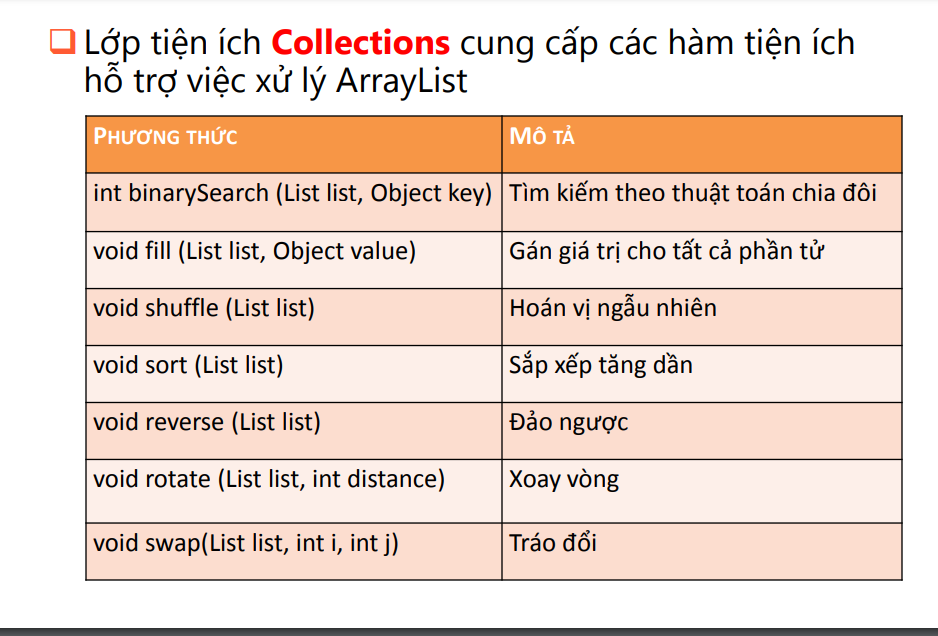 Lớp tiện ích Collections cung cấp các hàm tiện ích
hỗ trợ việc xử lý ArrayList
PHƯƠNG THỨC
MÔ TẢ
int binarySearch (List list, Object key)
Tìm kiếm theo thuật toán chia đôi
void fill (List list, Object value)
Gán giá trị cho tất cả phần tử
void shuffle (List list)
Hoán vị ngẫu nhiên
void sort (List list)
Sắp xếp tăng dần
void reverse (List list)
Đảo ngược
void rotate (List list, int distance)
Xoay vòng
void swap(List list, int i, int j)
Tráo đổi